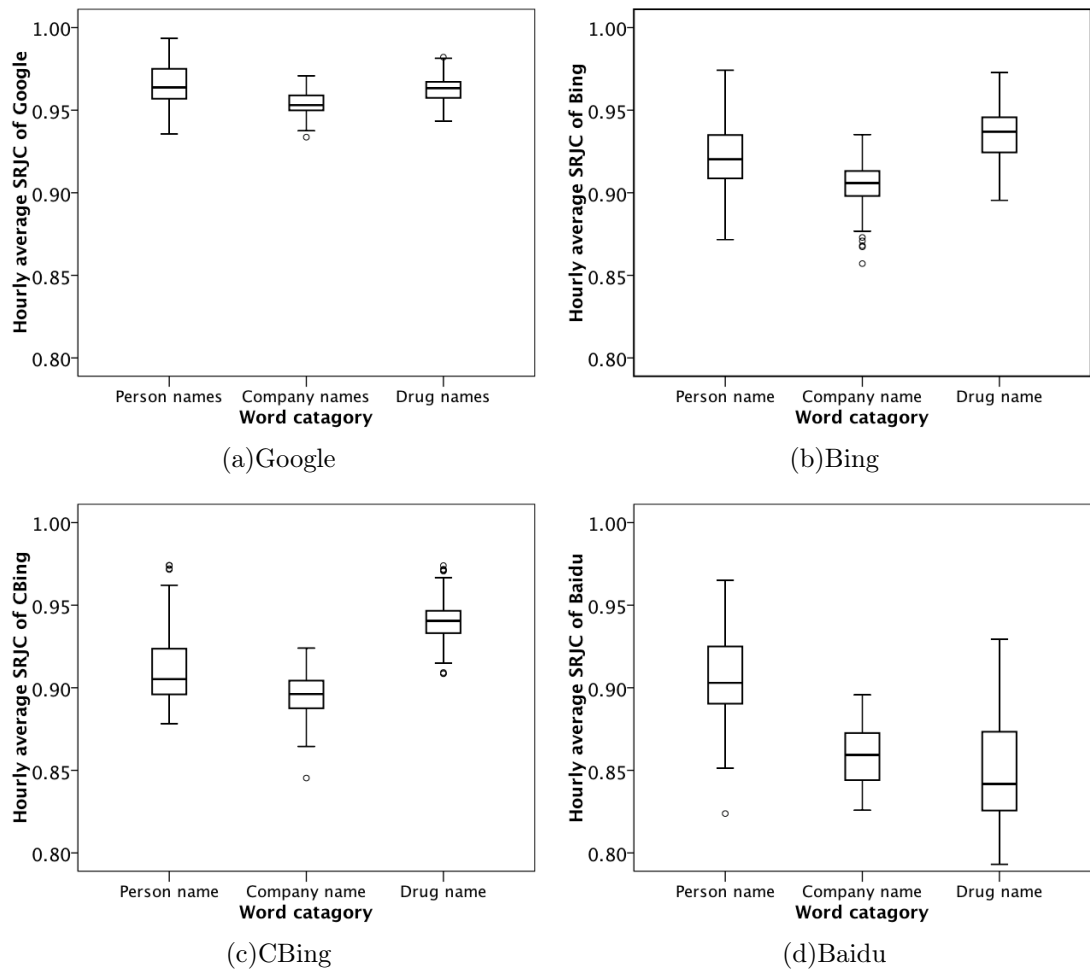 Hourly average SRJC of Google
1.00
0.95
0.90
0.85
0.80
Person names
Company names
Drug names
Word catagory
(a)Google
Hourly average SRJC of Bing
1.00
0.95
0.90
0.85
0.80
Person name
Company name
Drug name
Word catagory
(b)Bing
Hourly average SRJC of CBing
1.00
0.95
0.90
0.85
0.80
Person name
Company name
Drug name
Word catagory
(c)CBing
Hourly average SRJC of Baidu
1.00
0.95
0.90
0.85
0.80
Person name
Company name
Drug name
Word catagory
(d)Baidu